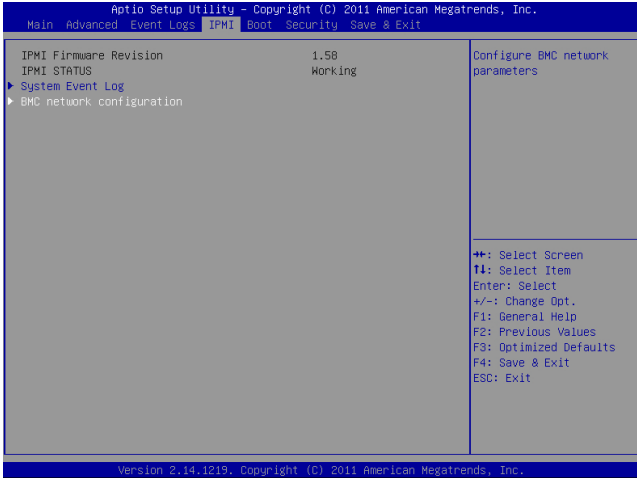 Aptio Setup Utility – Copyright (C) 2011 American Megatrends, Inc.
Main Advanced Event Logs IPMI Boot Security Save & Exit
IPMI Firmware Revision 1.58
IPMI STATUS Working
System Event Log
BMC network configuration
Configure BMC network
parameters
→←: Select Screen
↑↓: Select Item
Enter: Select
+/-: Change Opt.
F1: General Help
F2: Previous Values
F3: Optimized Defaults
F4: Save & Exit
ESC: Exit
Version 2.14.1219. Copyright (C) 2011 American Megatrends, Inc.